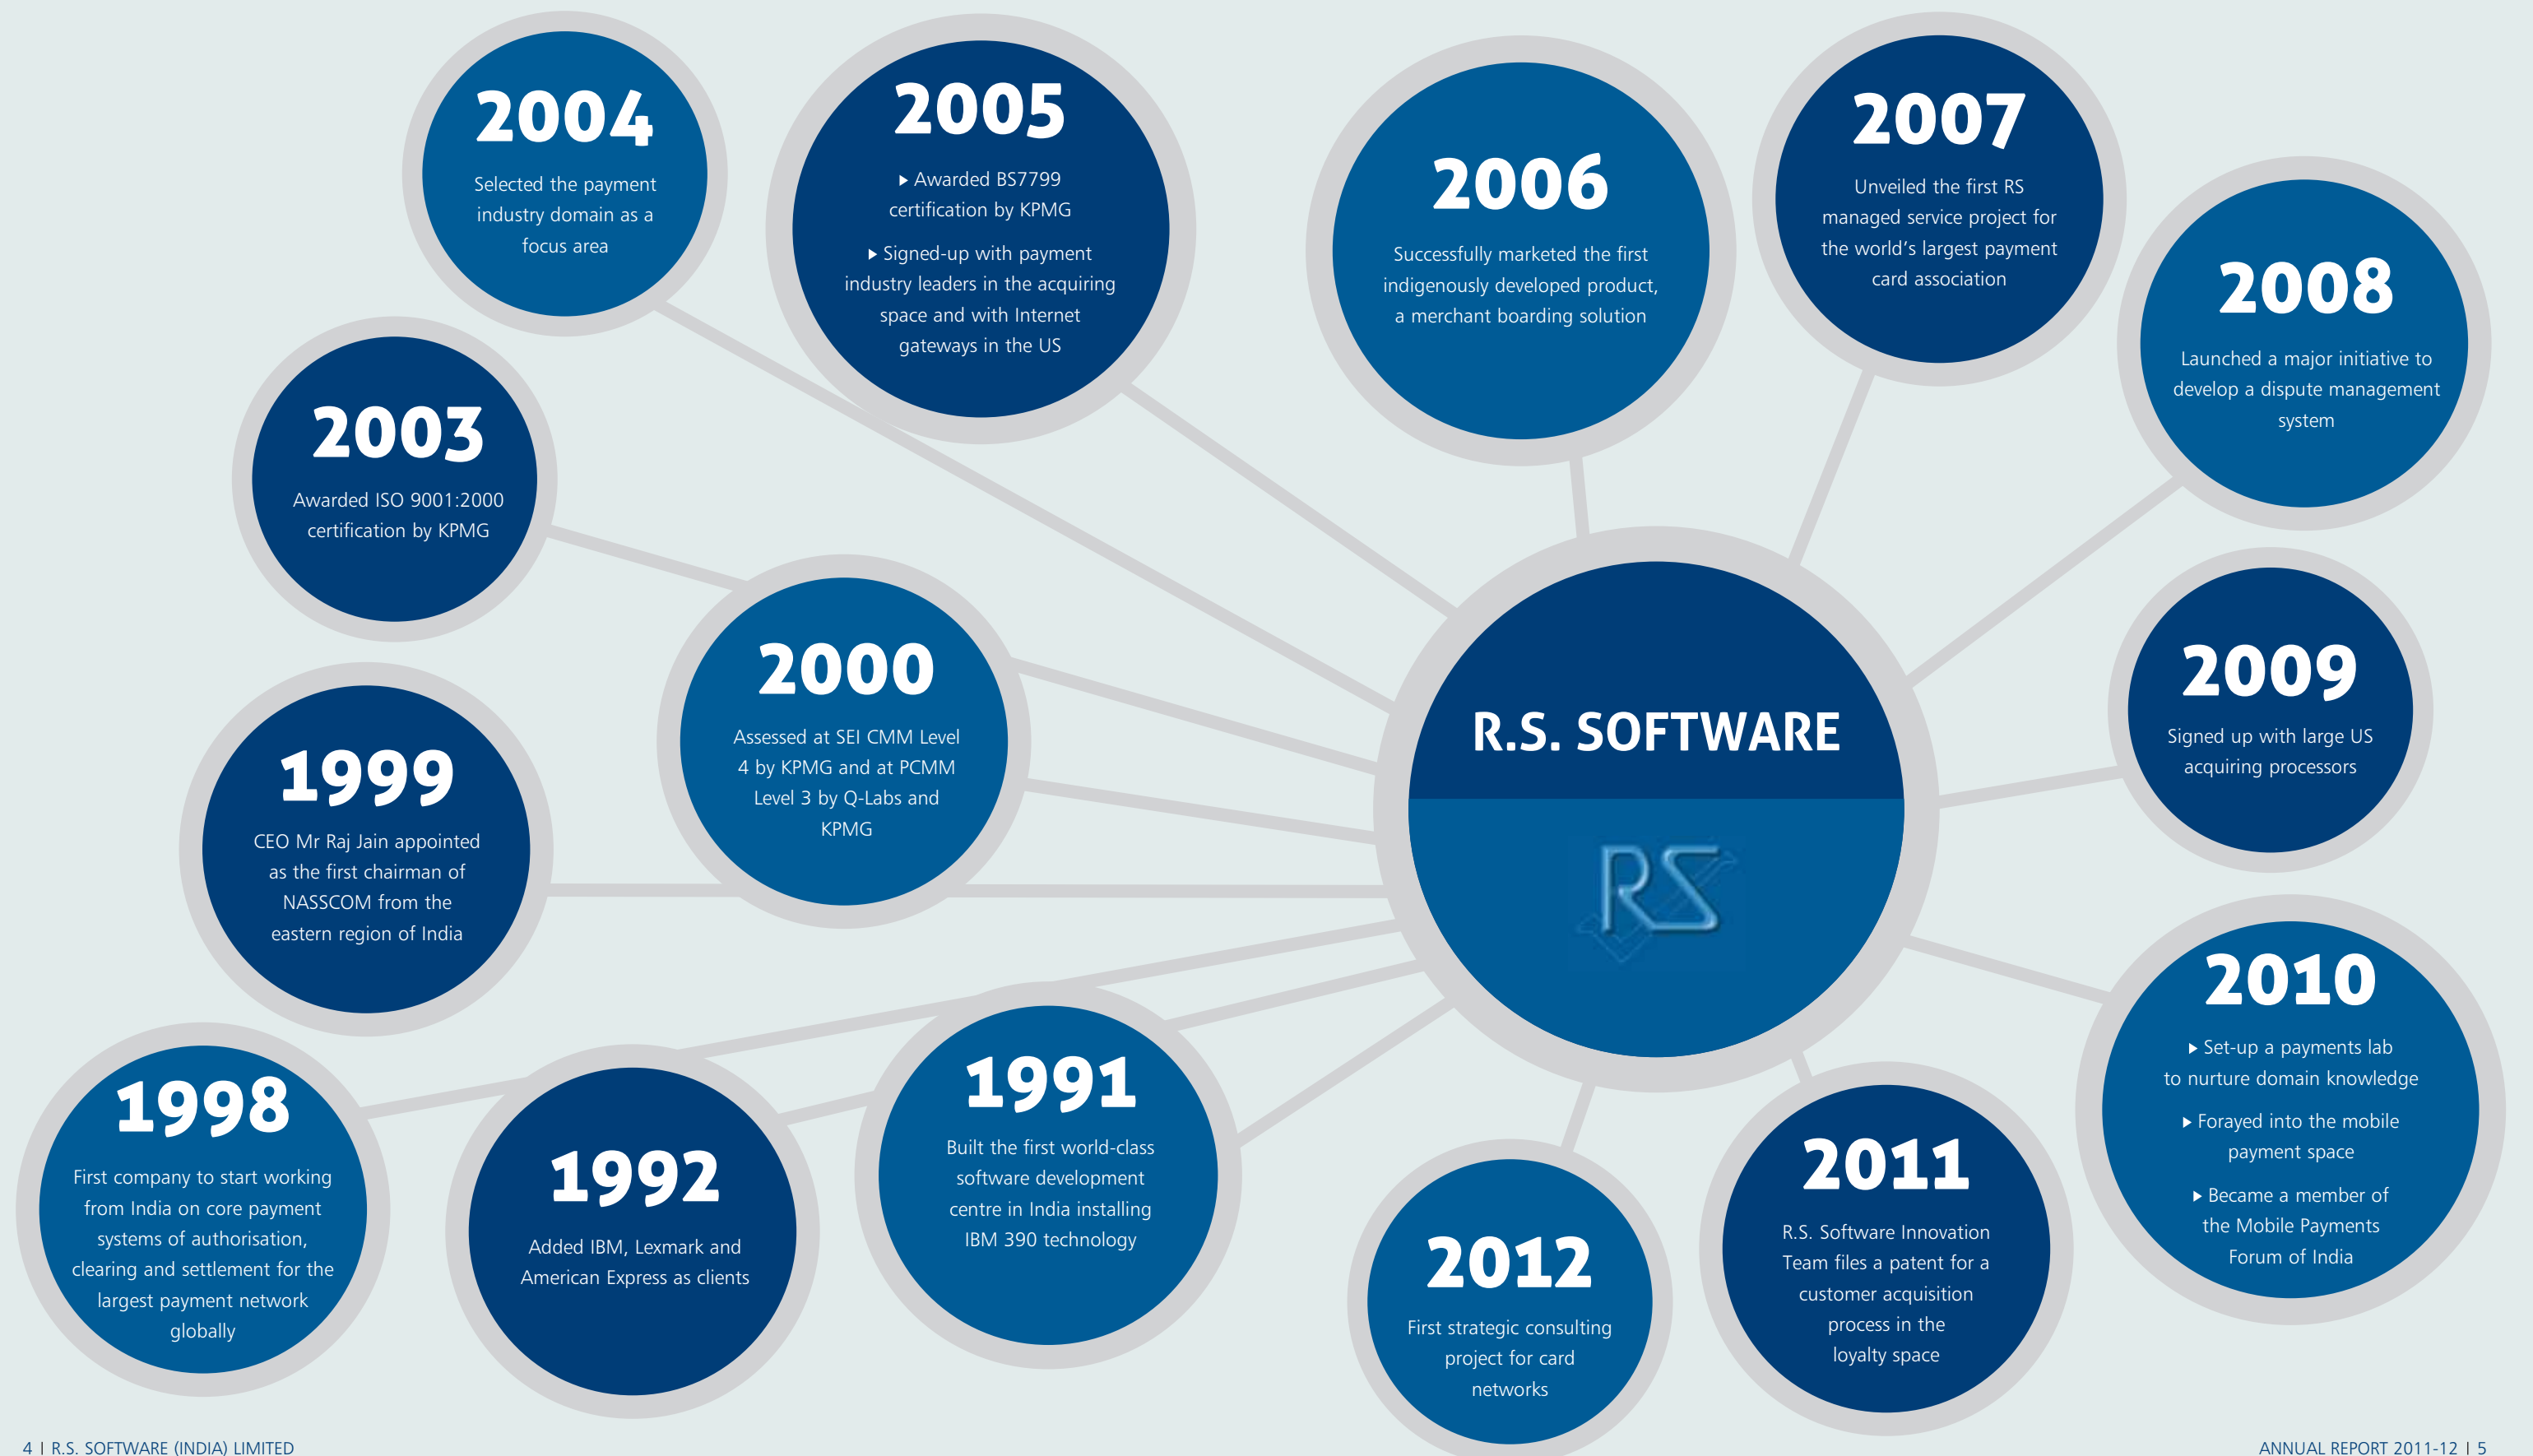 2004
Selected the payment
industry domain as a
focus area
2005
▶ Awarded BS7799
certification by KPMG
▶ Signed-up with payment
industry leaders in the acquiring
space and with Internet
gateways in the US
2006
Successfully marketed the first
indigenously developed product,
a merchant boarding solution
2007
Unveiled the first RS
managed service project for
the world's largest payment
card association
2008
Launched a major initiative to
develop a dispute management
system
2003
Awarded ISO 9001:2000
certification by KPMG
2000
Assessed at SEI CMM Level
4 by KPMG and at PCMM
Level 3 by Q-Labs and
KPMG
R.S. SOFTWARE
RS
2009
Signed up with large US
acquiring processors
1999
CEO Mr Raj Jain appointed
as the first chairman of
NASSCOM from the
eastern region of India
2010
▶ Set-up a payments lab
to nurture domain knowledge
▶ Forayed into the mobile
payment space
▶ Became a member of
the Mobile Payments
Forum of India
1998
First company to start working
from India on core payment
systems of authorisation,
clearing and settlement for the
largest payment network
globally
1992
Added IBM, Lexmark and
American Express as clients
1991
Built the first world-class
software development
centre in India installing
IBM 390 technology
2012
First strategic consulting
project for card
networks
2011
R.S. Software Innovation
Team files a patent for a
customer acquisition
process in the
loyalty space
4 | R.S. SOFTWARE (INDIA) LIMITED
ANNUAL REPORT 2011-12 | 5